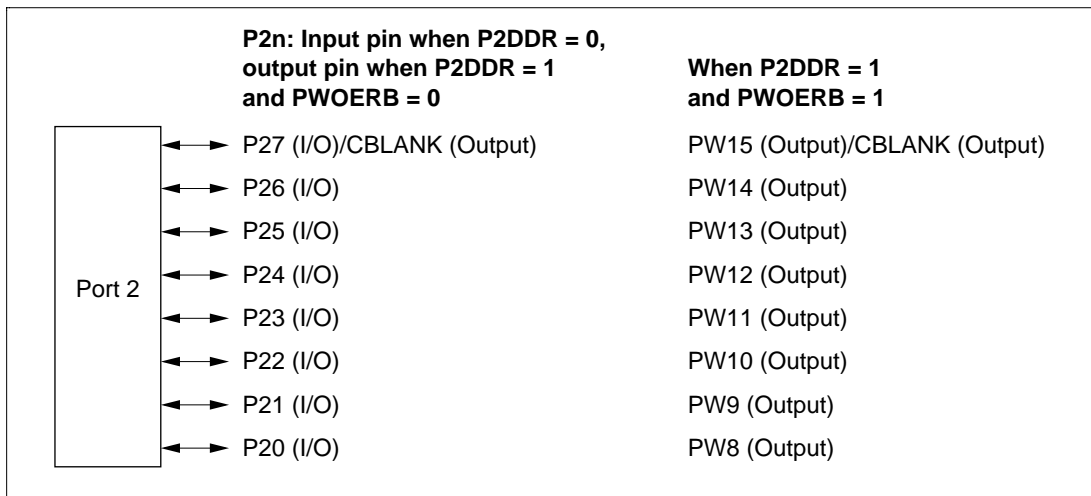 P2n: Input pin when P2DDR = 0,
output pin when P2DDR = 1
and PWOERB = 0
When P2DDR = 1
and PWOERB = 1
Port 2
P27 (I/O)/CBLANK (Output) PW15 (Output)/CBLANK (Output)
P26 (I/O) PW14 (Output)
P25 (I/O) PW13 (Output)
P24 (I/O) PW12 (Output)
P23 (I/O) PW11 (Output)
P22 (I/O) PW10 (Output)
P21 (I/O) PW9 (Output)
P20 (I/O) PW8 (Output)